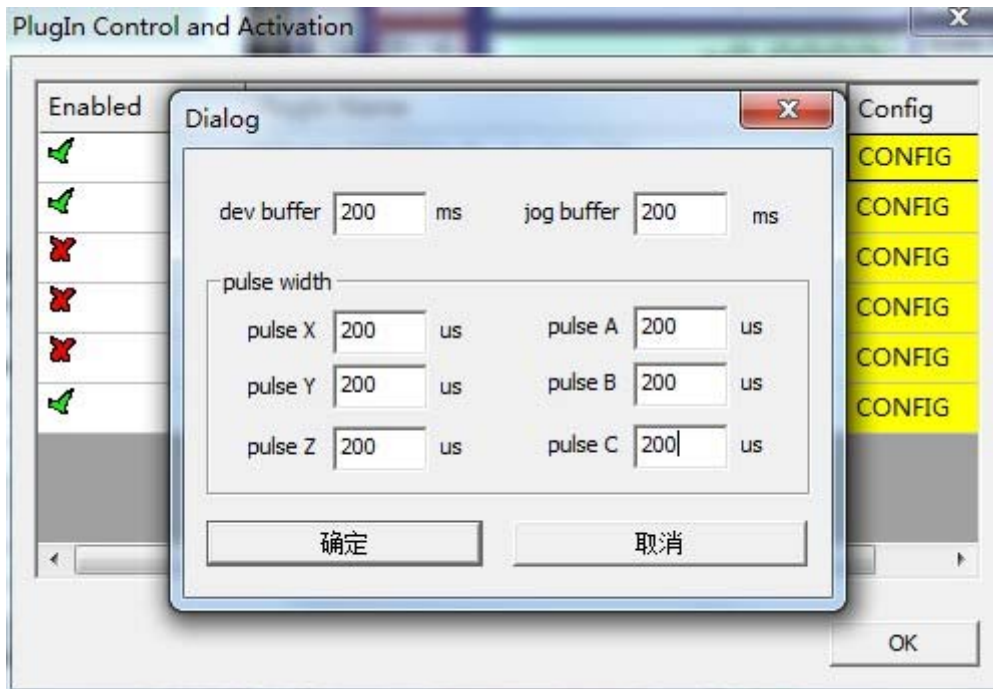 PlugIn Control and Activation
Enabled
Config
CONFIG
CONFIG
CONFIG
CONFIG
CONFIG
CONFIG
Dialog
dev buffer 200 ms jog buffer 200 ms
pulse width
pulse X 200 us pulse A 200 us
pulse Y 200 us pulse B 200 us
pulse Z 200 us pulse C 200 us
确定 取消
OK